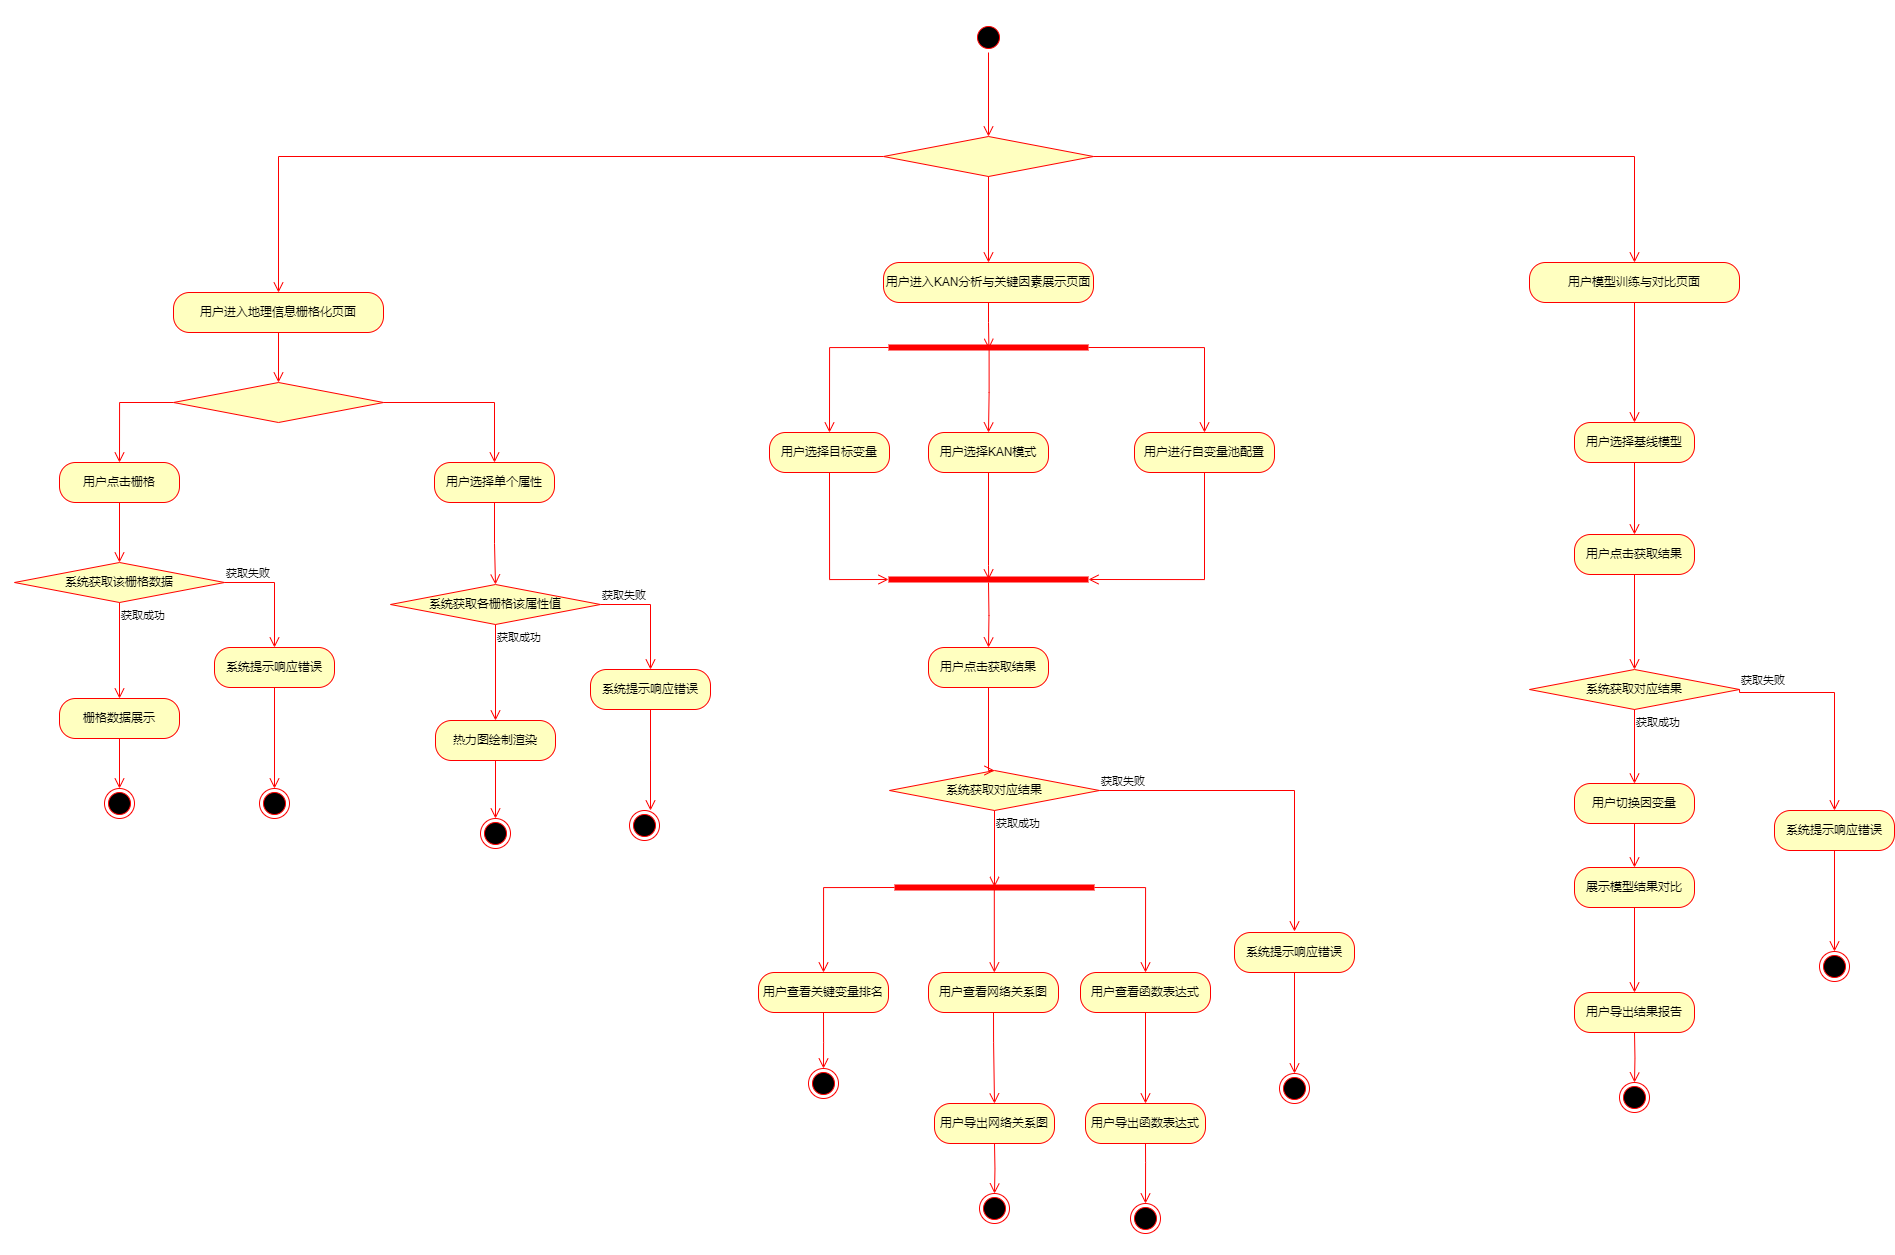 用户进入KAN分析与关键因素展示页面
用户模型训练与对比页面
用户进入地理信息栅格化页面
用户选择基线模型
用户选择目标变量
用户选择KAN模式
用户进行自变量池配置
用户点击栅格
用户选择单个属性
用户点击获取结果
获取失败
系统获取该栅格数据
获取成功
获取失败
系统获取各栅格该属性值
获取成功
系统提示响应错误
用户点击获取结果
获取失败
系统获取对应结果
获取成功
系统提示响应错误
栅格数据展示
热力图绘制渲染
获取失败
系统获取对应结果
获取成功
用户切换因变量
系统提示响应错误
展示模型结果对比
系统提示响应错误
用户查看关键变量排名
用户查看网络关系图
用户查看函数表达式
用户导出结果报告
用户导出网络关系图
用户导出函数表达式